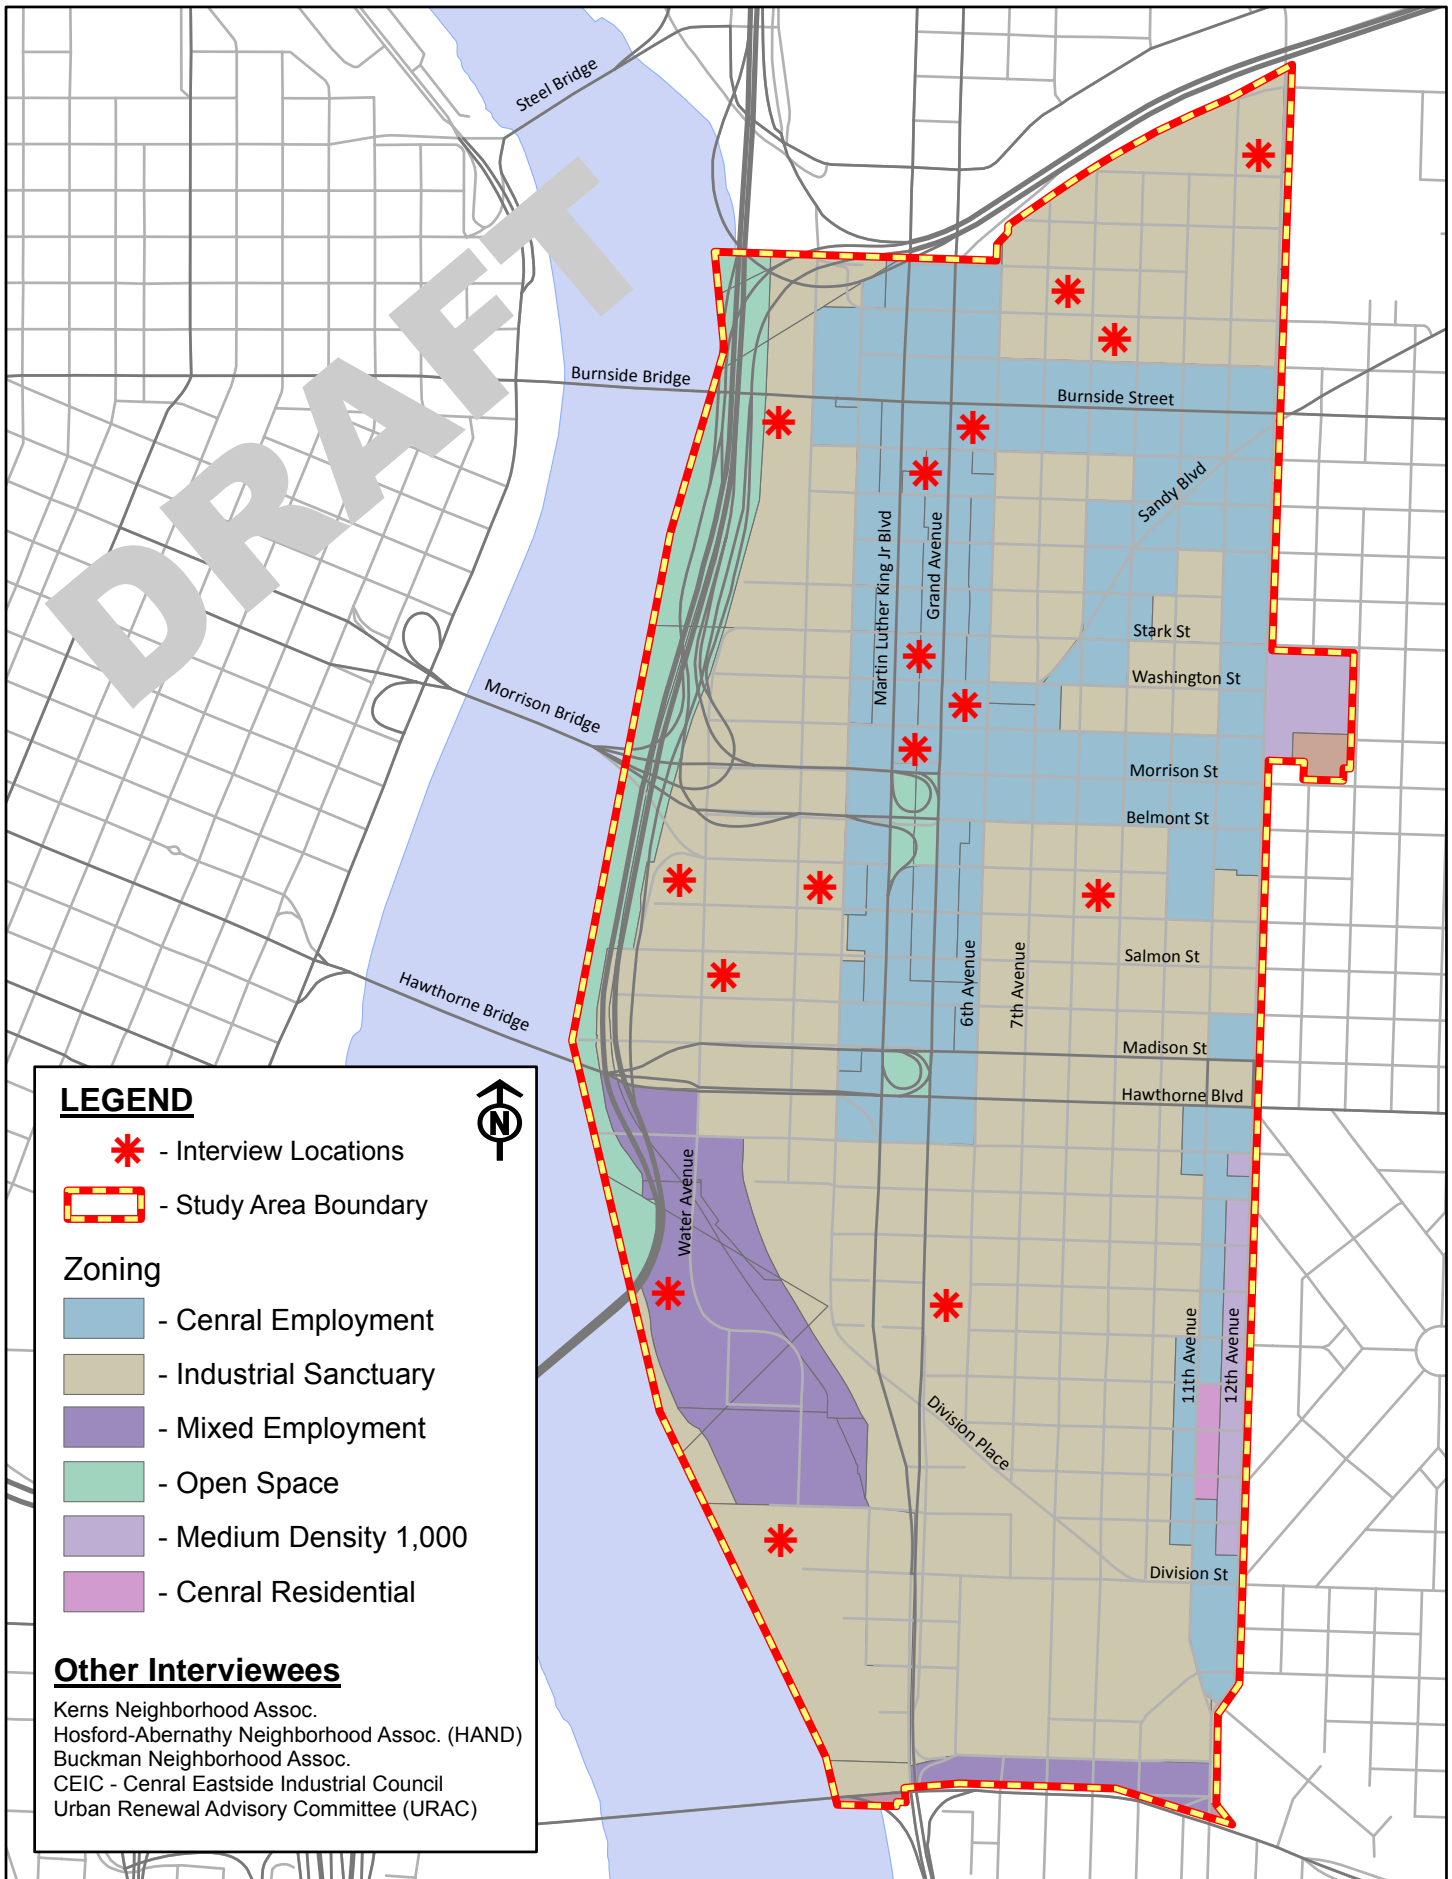 Steel Bridge
DRAFT
Burnside Bridge
Burnside Street
Sandy Blvd
Martin Luther King Jr Blvd
Grand Avenue
Stark St
Washington St
Morrison Bridge
Morrison St
Belmont St
6th Avenue
7th Avenue
Salmon St
Hawthorne Bridge
Madison St
Hawthorne Blvd
Water Avenue
11th Avenue
12th Avenue
Division Place
Division St
LEGEND
N
- Interview Locations
- Study Area Boundary
Zoning
- Cenral Employment
- Industrial Sanctuary
- Mixed Employment
- Open Space
- Medium Density 1,000
- Cenral Residential
Other Interviewees
Kerns Neighborhood Assoc.
Hosford-Abernathy Neighborhood Assoc. (HAND)
Buckman Neighborhood Assoc.
CEIC - Cenral Eastside Industrial Council
Urban Renewal Advisory Committee (URAC)